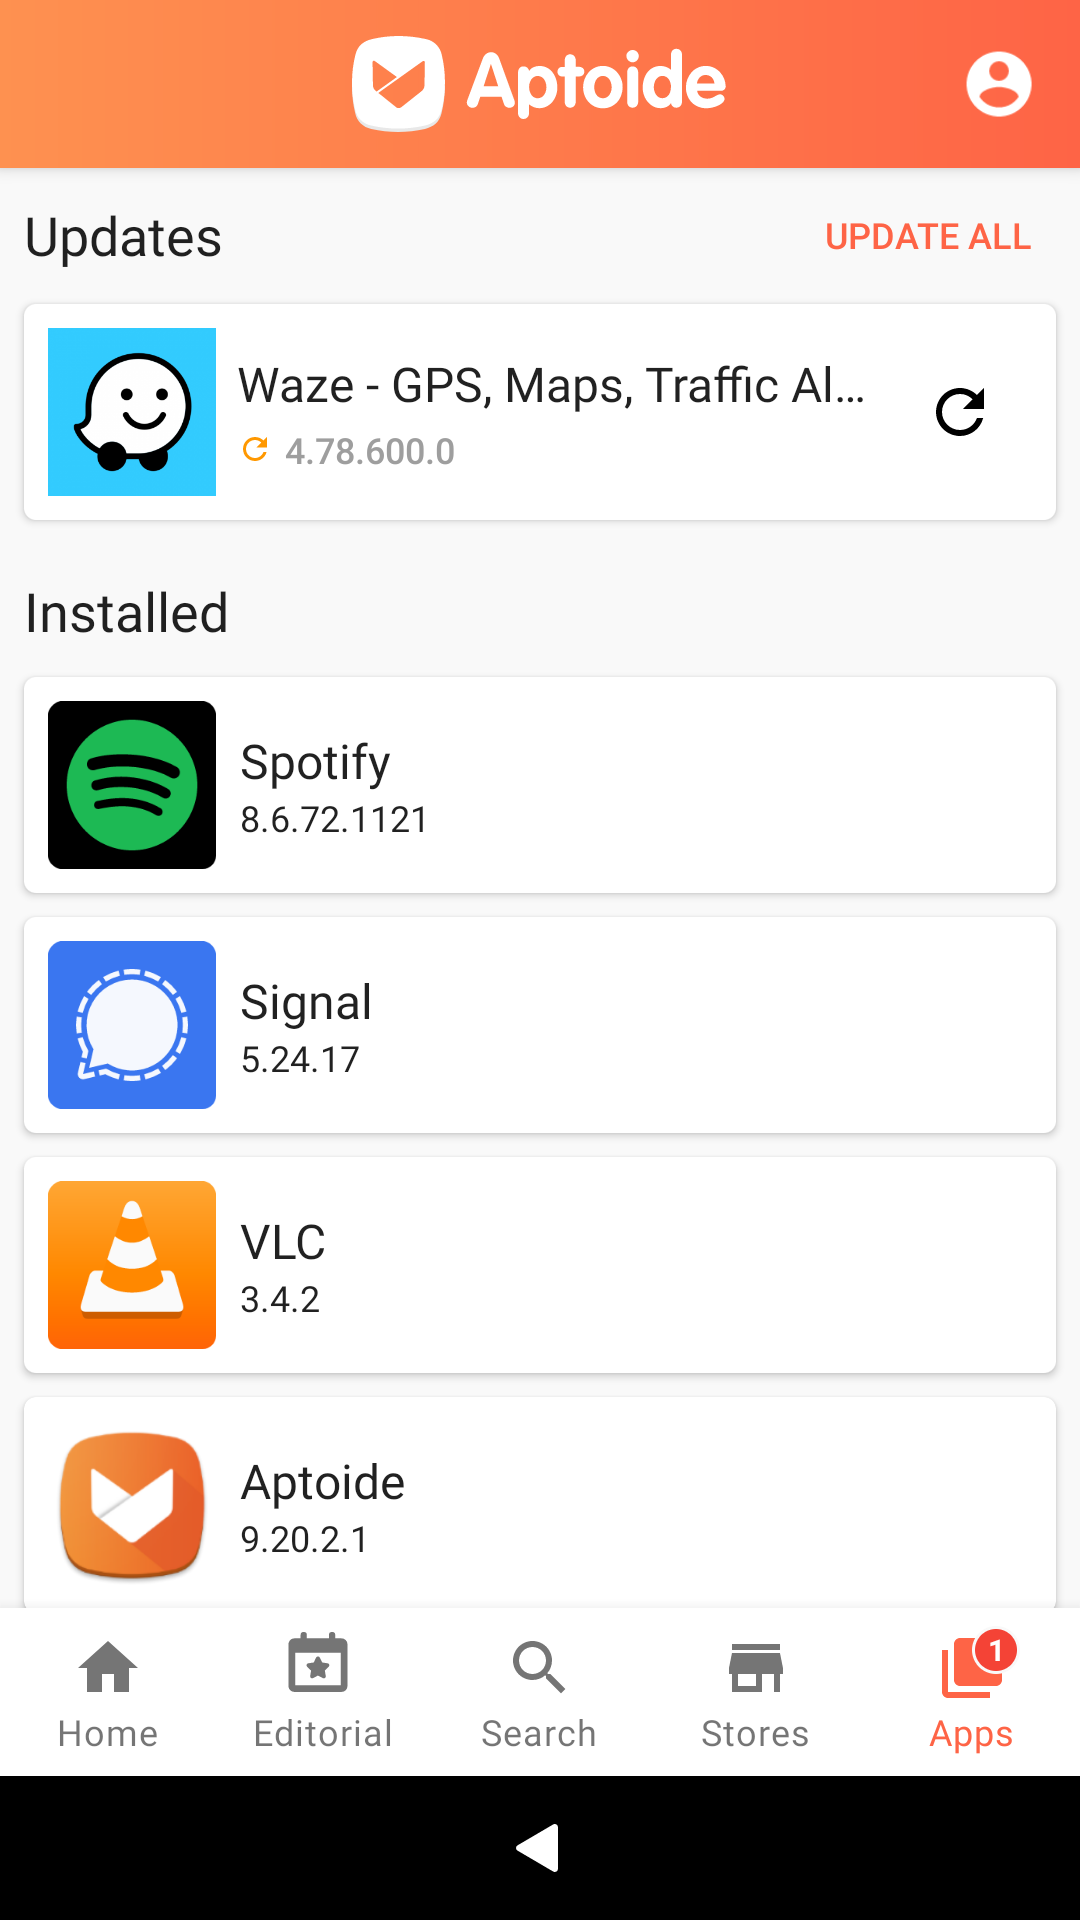 Aptoide
Updates
UPDATE ALL
Waze - GPS, Maps, Traffic Al...
4.78.600.0
Installed
Spotify
8.6.72.1121
Signal
5.24.17
VLC
3.4.2
Aptoide
9.20.2.1
1
Home
Editorial
Search
Stores
Apps